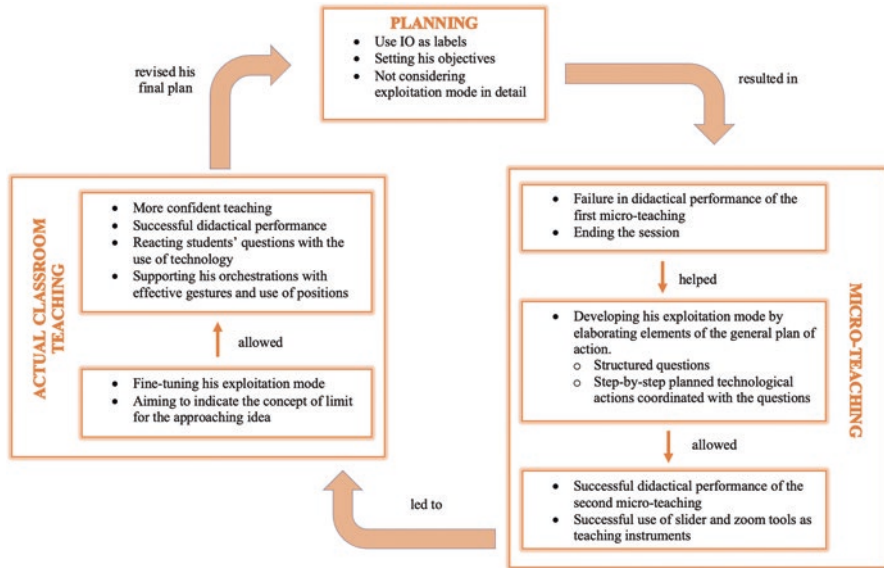 PLANNING
• Use IO as labels
• Setting his objectives
• Not considering
exploitation mode in detail
revised his
final plan
resulted in
ACTUAL CLASSROOM
TEACHING
• More confident teaching
• Successful didactical performance
• Reacting students' questions with the
use of technology
• Supporting his orchestrations with
effective gestures and use of positions
allowed
• Fine-tuning his exploitation mode
• Aiming to indicate the concept of limit
for the approaching idea
MICRO-TEACHING
• Failure in didactical performance of the
first micro-teaching
• Ending the session
helped
• Developing his exploitation mode by
elaborating elements of the general plan of
action.
o Structured questions
o Step-by-step planned technological
actions coordinated with the questions
allowed
• Successful didactical performance of the
second micro-teaching
• Successful use of slider and zoom tools as
teaching instruments
led to